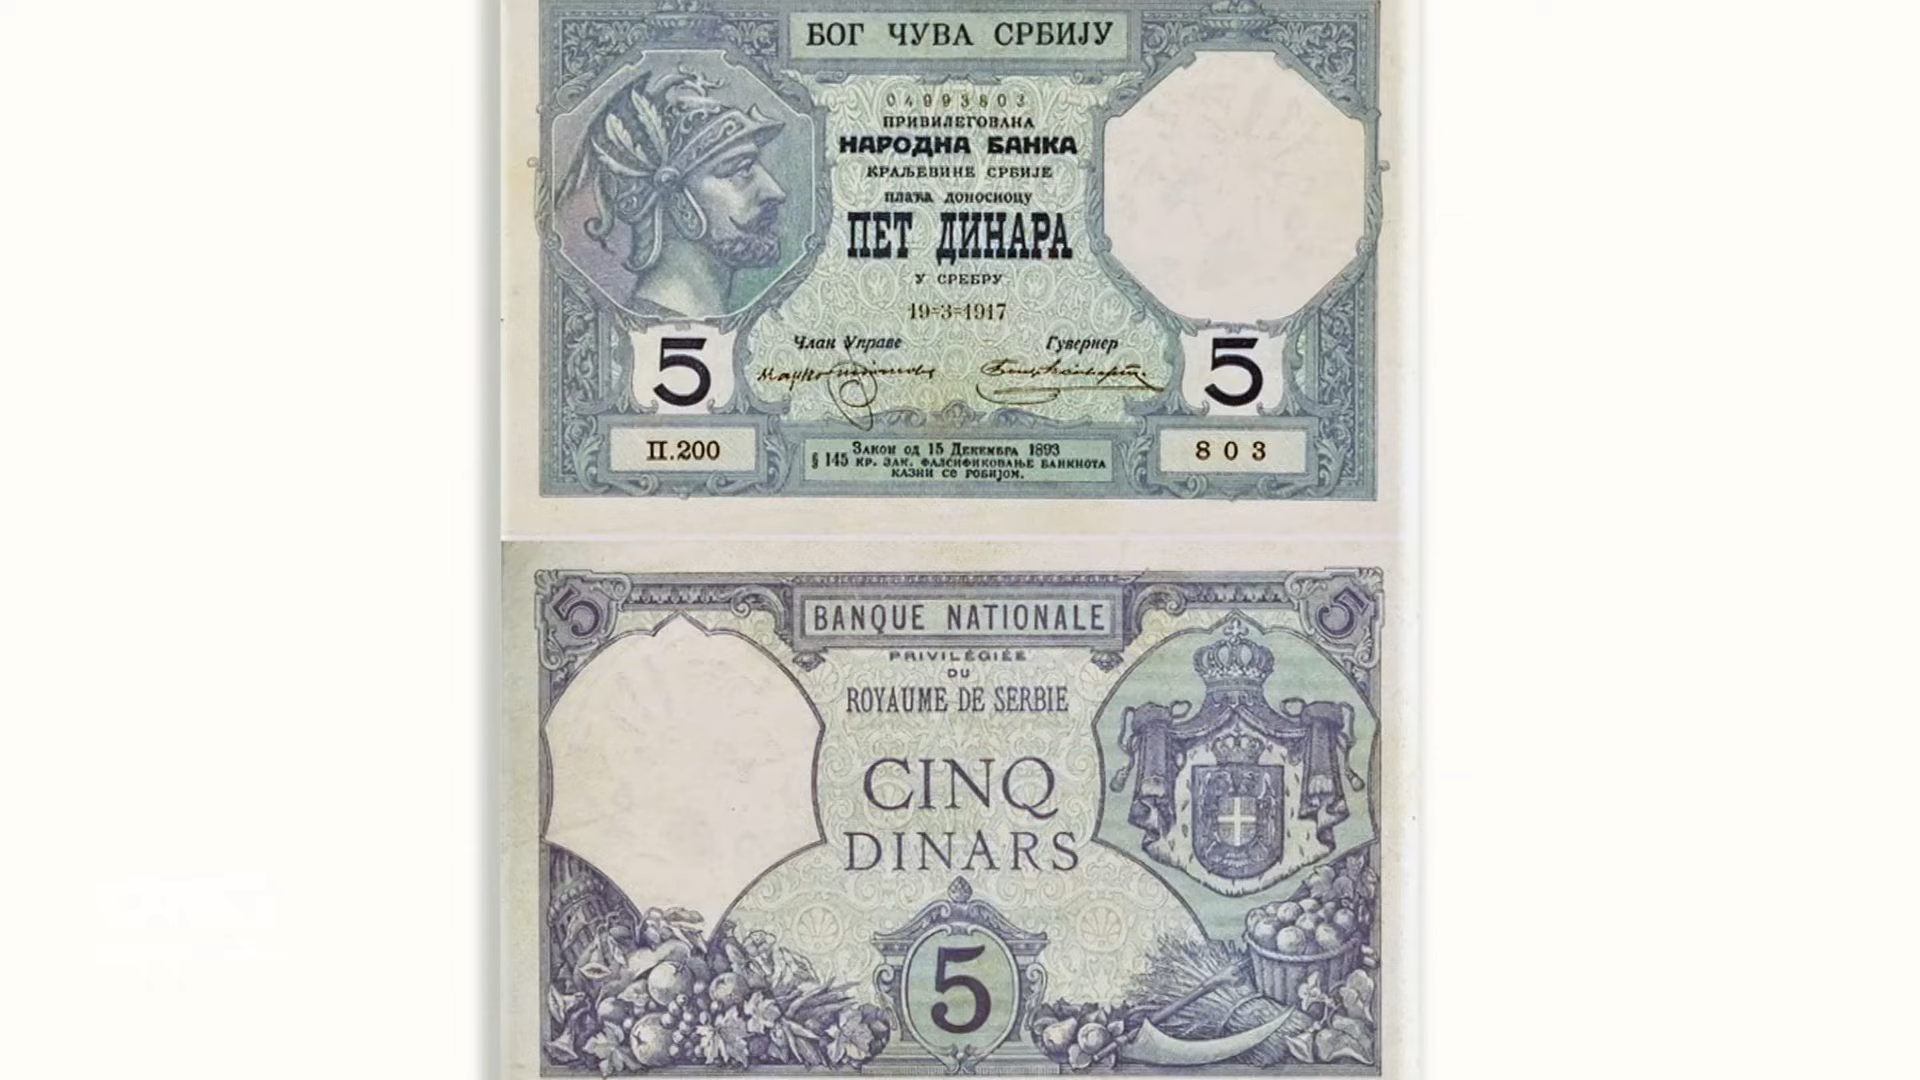 БОГ ЧУВА СРБИЈУ
04993803
ПРИВИЛЕГОВАНА
НАРОДНА БАНКА
КРАЉЕВИНЕ СРБИЈЕ
плаћа доносиоцу
ПЕТ ДИНАРА
У СРЕБРУ
19=3=1917
Члан Управе Гувернер
5 5
П.200
Закон од 15 Декембра 1893
§ 145 КР. ЗАК. ФАЛСИФИКОВАЊЕ БАНКНОТА
КАЗНИ СЕ РОБИЈОМ.
803
5 5
BANQUE NATIONALE
PRIVILÉGIÉE
DU
ROYAUME DE SERBIE
CINQ
DINARS
5